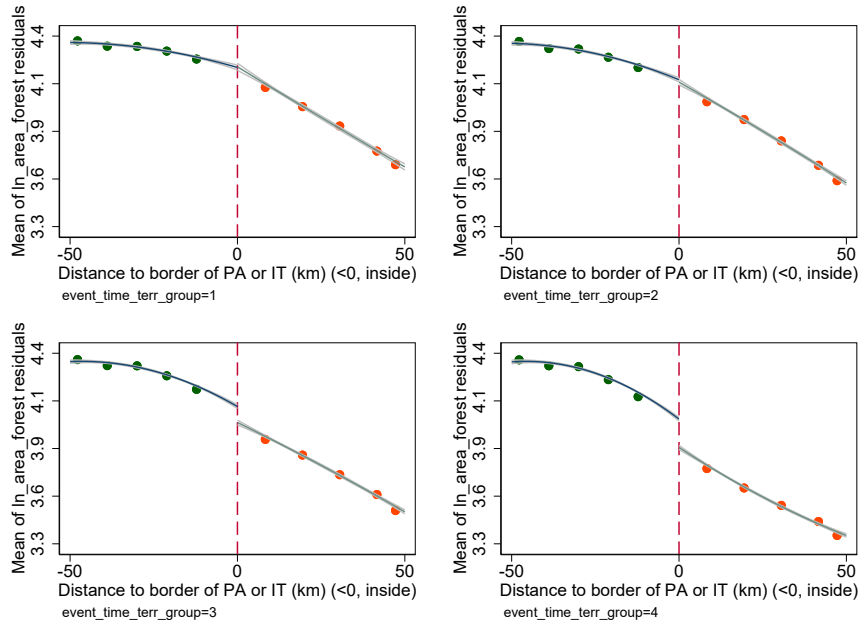 Mean of ln_area_forest residuals
4.4
4.1
3.9
3.6
3.3
-50 0 50
Distance to border of PA or IT (km) (<0, inside)
event_time_terr_group=1
Mean of ln_area_forest residuals
4.4
4.1
3.9
3.6
3.3
-50 0 50
Distance to border of PA or IT (km) (<0, inside)
event_time_terr_group=2
Mean of ln_area_forest residuals
4.4
4.1
3.9
3.6
3.3
-50 0 50
Distance to border of PA or IT (km) (<0, inside)
event_time_terr_group=3
Mean of ln_area_forest residuals
4.4
4.1
3.9
3.6
3.3
-50 0 50
Distance to border of PA or IT (km) (<0, inside)
event_time_terr_group=4